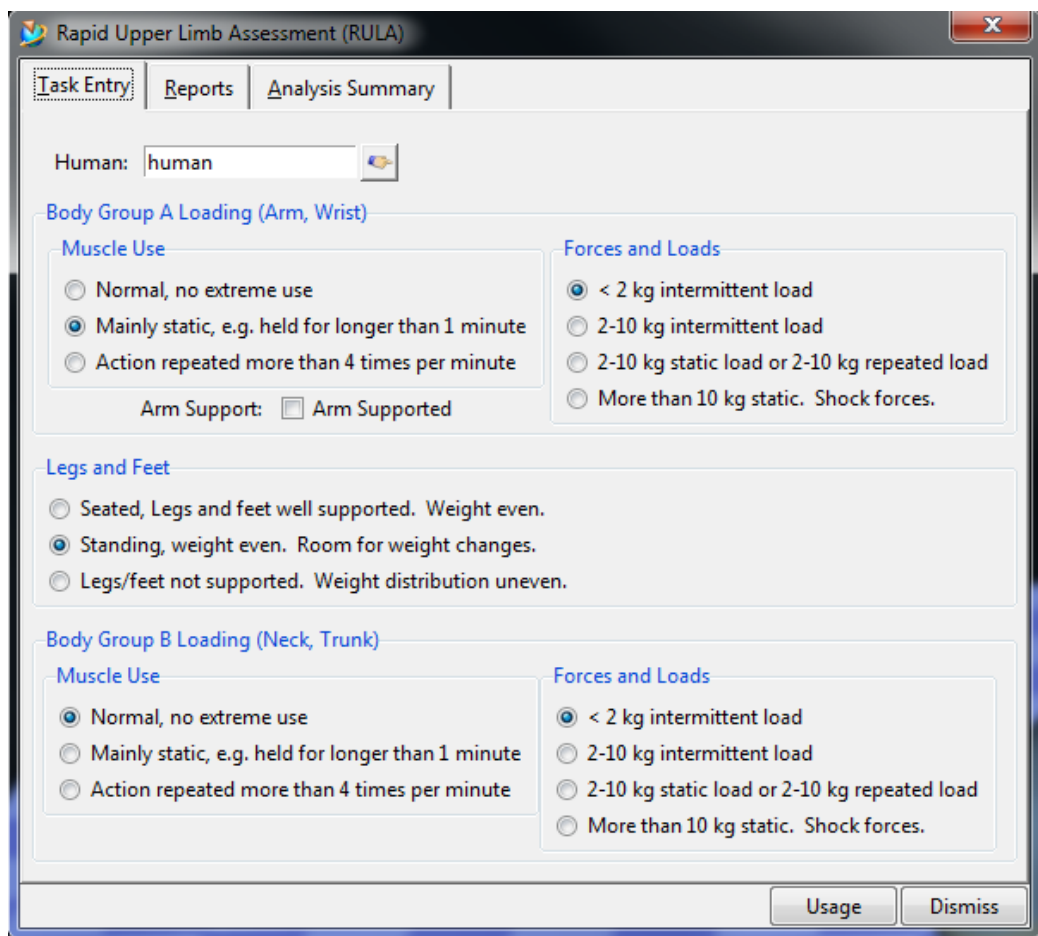 Rapid Upper Limb Assessment (RULA)
Task Entry Reports Analysis Summary
Human: human
Body Group A Loading (Arm, Wrist)
Muscle Use
Normal, no extreme use
Mainly static, e.g. held for longer than 1 minute
Action repeated more than 4 times per minute
Arm Support: Arm Supported
Forces and Loads
< 2 kg intermittent load
2-10 kg intermittent load
2-10 kg static load or 2-10 kg repeated load
More than 10 kg static. Shock forces.
Legs and Feet
Seated, Legs and feet well supported. Weight even.
Standing, weight even. Room for weight changes.
Legs/feet not supported. Weight distribution uneven.
Body Group B Loading (Neck, Trunk)
Muscle Use
Normal, no extreme use
Mainly static, e.g. held for longer than 1 minute
Action repeated more than 4 times per minute
Forces and Loads
< 2 kg intermittent load
2-10 kg intermittent load
2-10 kg static load or 2-10 kg repeated load
More than 10 kg static. Shock forces.
Usage Dismiss